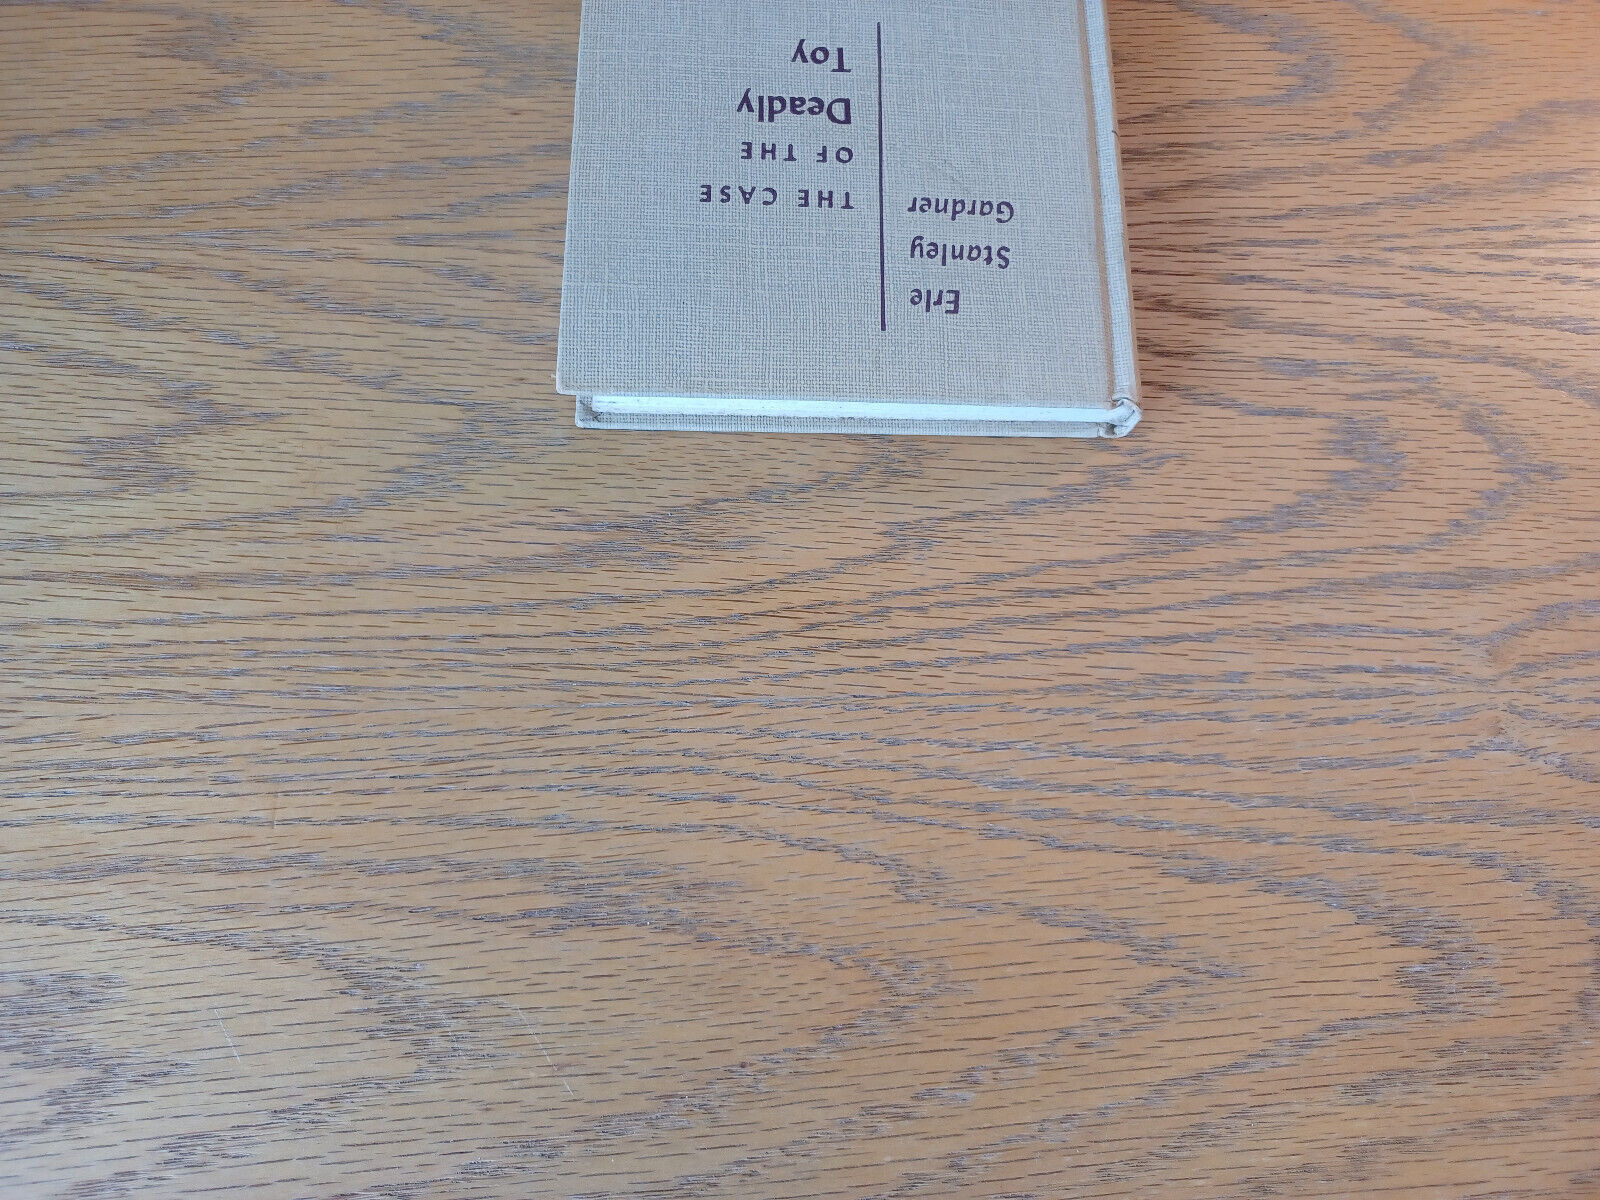 Erle
Stanley
Gardner
THE CASE
OF THE
Deadly
Toy